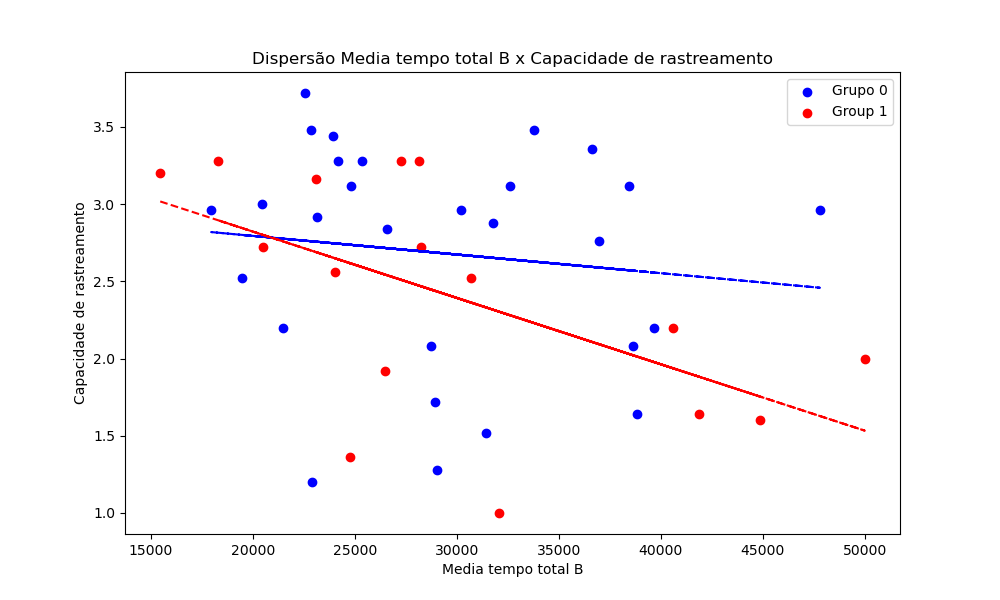 Dispersão Media tempo total B x Capacidade de rastreamento
Grupo 0
Group 1
Capacidade de rastreamento
3.5
3.0
2.5
2.0
1.5
1.0
15000 20000 25000 30000 35000 40000 45000 50000
Media tempo total B